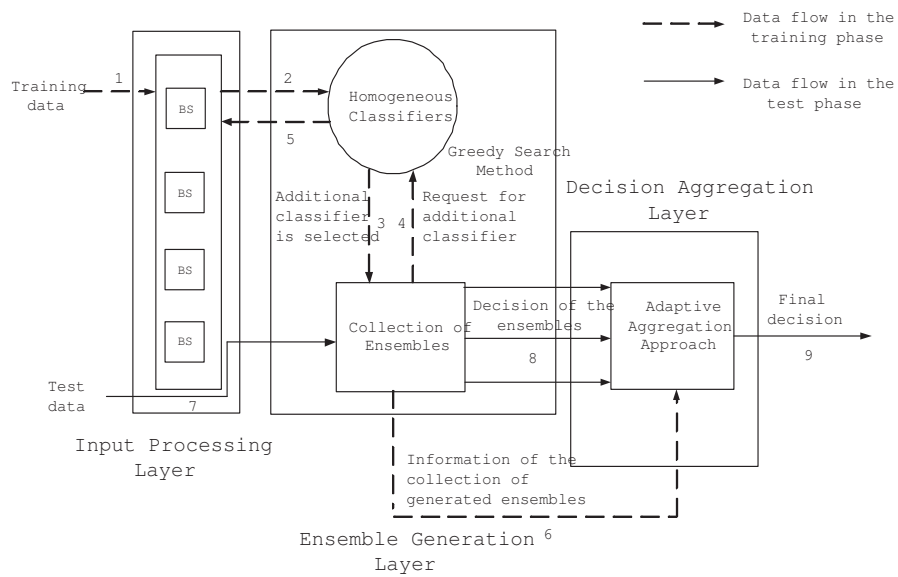 Data flow in the
training phase
Data flow in the
test phase
Training
data
1
BS
BS
BS
BS
2
5
Homogeneous
Classifiers
Greedy Search
Method
Additional
classifier
is selected
3
4
Request for
additional
classifier
Decision Aggregation
Layer
Collection of
Ensembles
Decision of the
ensembles
8
Adaptive
Aggregation
Approach
Final
decision
9
Test
data
7
Input Processing
Layer
Information of the
collection of
generated ensembles
6
Ensemble Generation
Layer